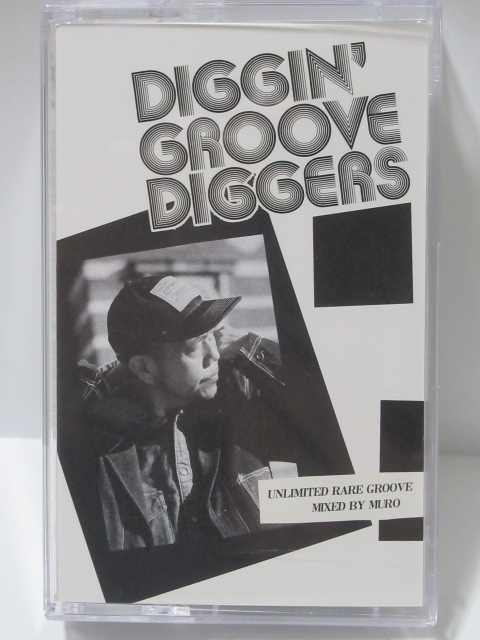 DIGGIN'
GROOVE
DIGGERS
UNLIMITED RARE GROOVE
MIXED BY MURO